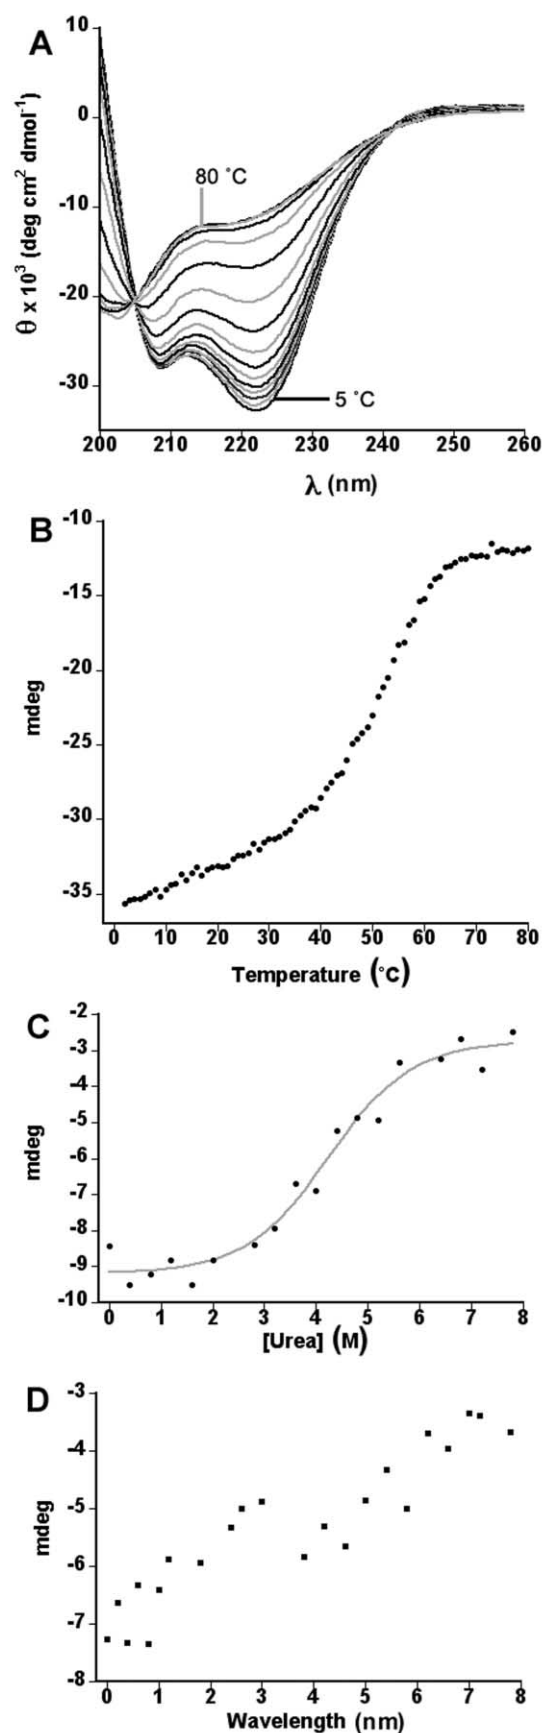 A
10
0
-10
-20
-30
θ x 10³ (deg cm² dmol⁻¹)
80 °C
5 °C
200 210 220 230 240 250 260
λ (nm)
B
-10
-15
-20
-25
-30
-35
mdeg
0 10 20 30 40 50 60 70 80
Temperature (°C)
C
-2
-3
-4
-5
-6
-7
-8
-9
-10
mdeg
0 1 2 3 4 5 6 7 8
[Urea] (M)
D
-3
-4
-5
-6
-7
-8
mdeg
0 1 2 3 4 5 6 7 8
Wavelength (nm)